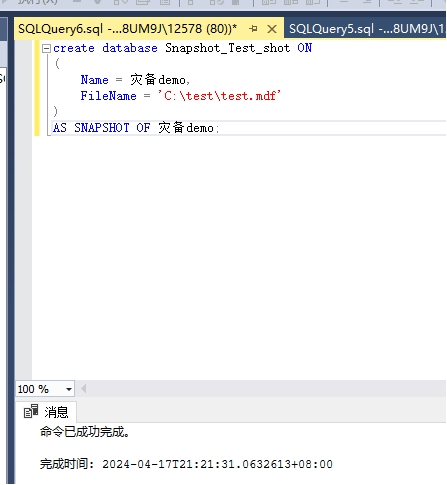 SQLQuery6.sql -...8UM9J\12578 (80))*
SQLQuery5.sql -...8UM9J\1
create database Snapshot_Test_shot ON
(
Name = 灾备demo,
FileName = 'C:\test\test.mdf'
)
AS SNAPSHOT OF 灾备demo;
100 %
消息
命令已成功完成。
完成时间: 2024-04-17T21:21:31.0632613+08:00